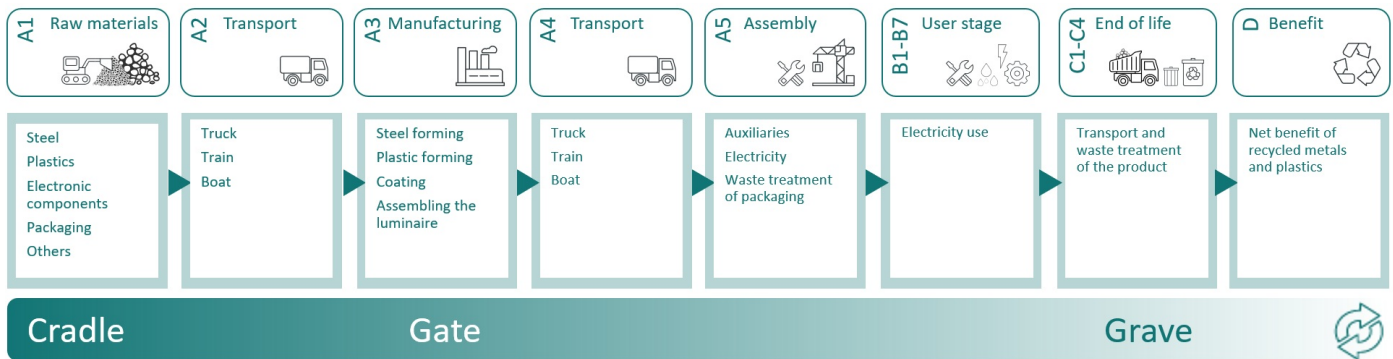 A1 Raw materials
A2 Transport
A3 Manufacturing
A4 Transport
A5 Assembly
B1-B7 User stage
C1-C4 End of life
D Benefit
Steel
Plastics
Electronic
components
Packaging
Others
Truck
Train
Boat
Steel forming
Plastic forming
Coating
Assembling the
luminaire
Truck
Train
Boat
Auxiliaries
Electricity
Waste treatment
of packaging
Electricity use
Transport and
waste treatment
of the product
Net benefit of
recycled metals
and plastics
Cradle
Gate
Grave